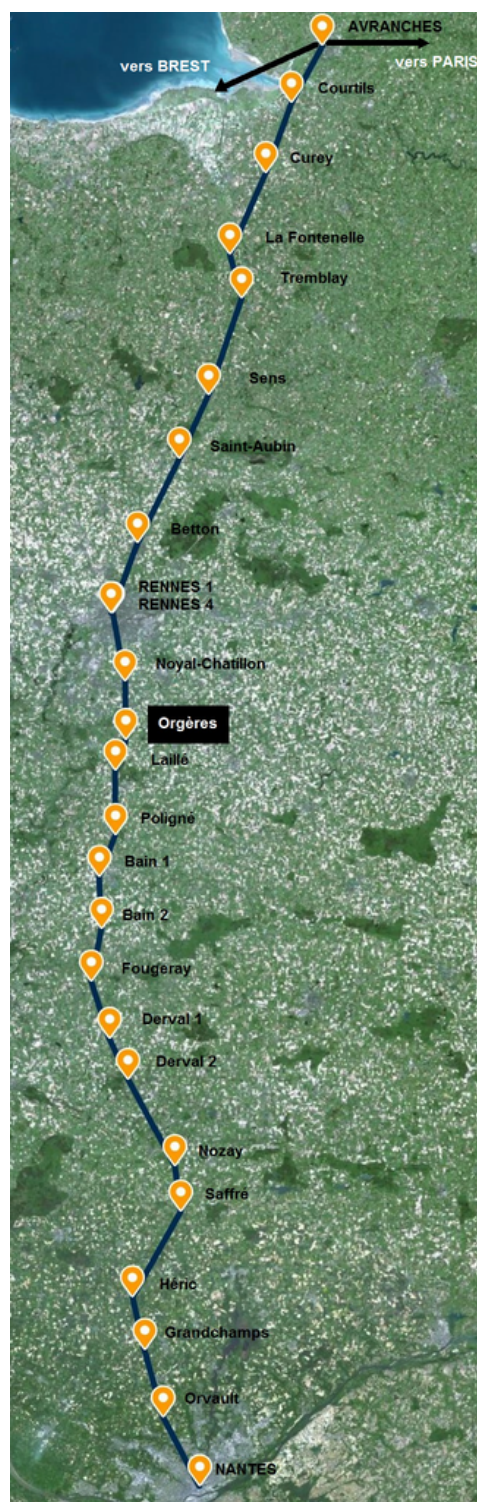 AVRANCHES
vers BREST
vers PARIS
Courtils
Curey
La Fontenelle
Tremblay
Sens
Saint-Aubin
Betton
RENNES 1
RENNES 4
Noyal-Chatillon
Orgères
Laillé
Poligné
Bain 1
Bain 2
Fougeray
Derval 1
Derval 2
Nozay
Saffré
Héric
Grandchamps
Orvault
NANTES